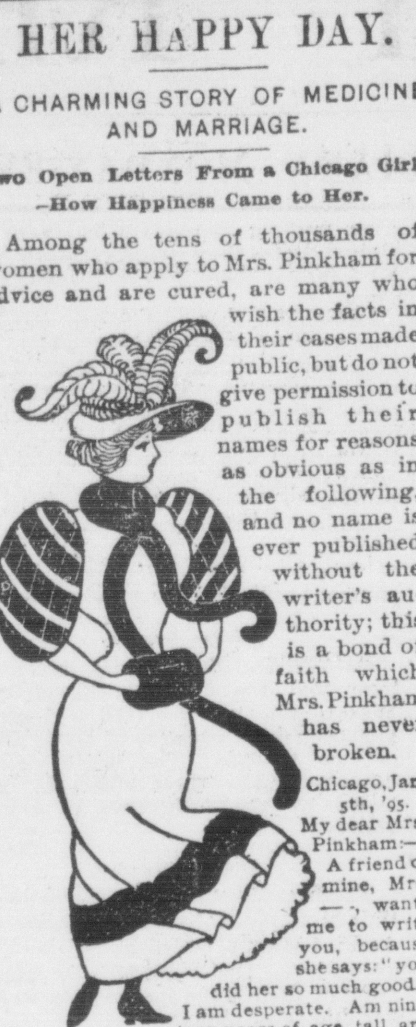 HER HAPPY DAY.
CHARMING STORY OF MEDICINE
AND MARRIAGE.
wo Open Letters From a Chicago Girl
—How Happiness Came to Her.
Among the tens of thousands of
omen who apply to Mrs. Pinkham for
dvice and are cured, are many who
wish the facts in
their cases made
public, but do not
give permission to
publish their
names for reasons
as obvious as in
the following,
and no name is
ever published
without the
writer's au
thority; this
is a bond of
faith which
Mrs. Pinkham
has never
broken.
Chicago, Jan
5th, '95.
My dear Mrs
Pinkham:—
A friend o
mine, Mr
— -, want
me to writ
you, becaus
she says: "yo
did her so much good.
I am desperate. Am nin